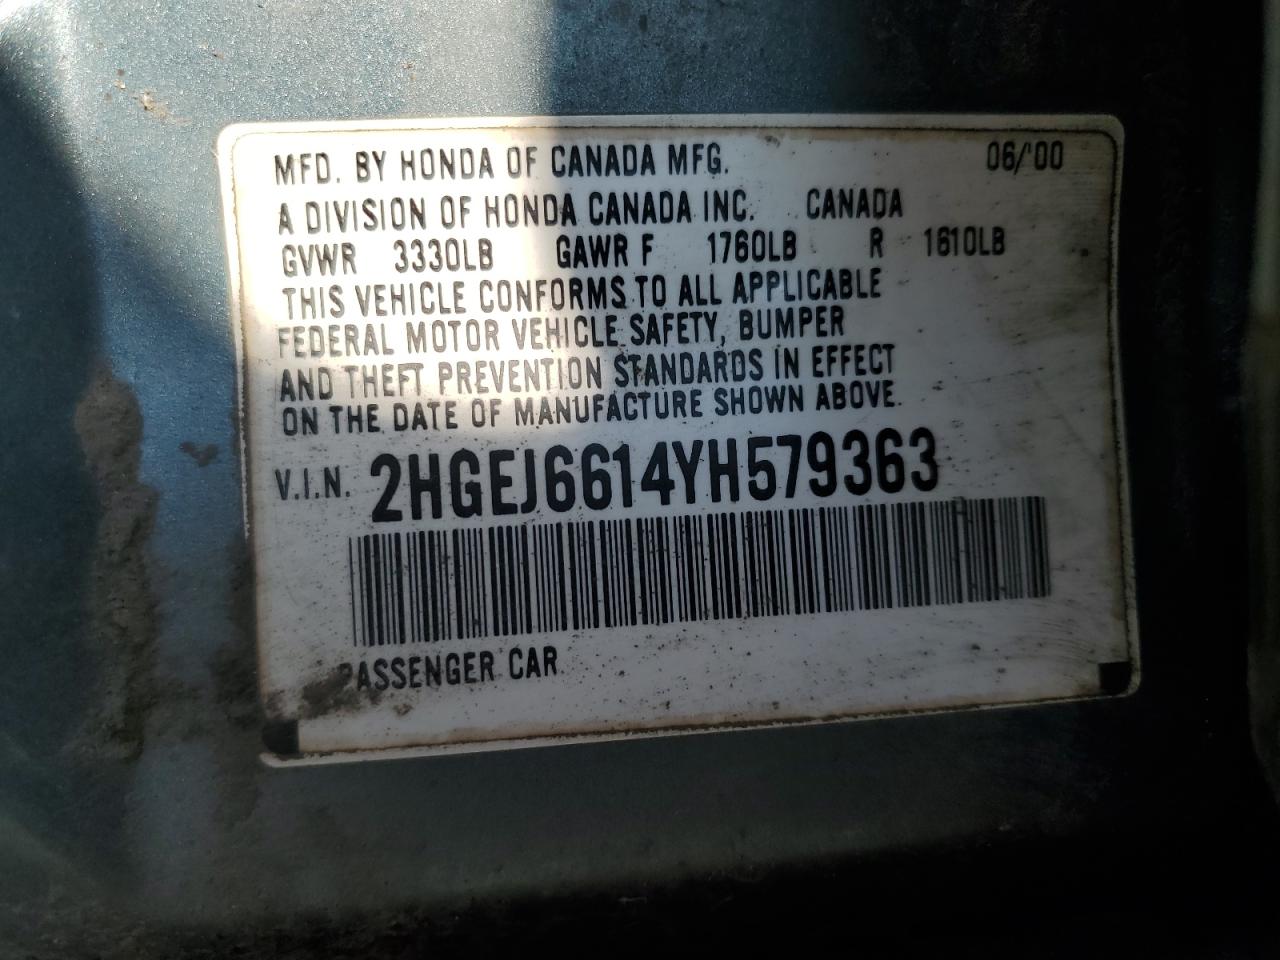 MFD. BY HONDA OF CANADA MFG. 06/'00
A DIVISION OF HONDA CANADA INC. CANADA
GVWR 3330LB GAWR F 1760LB R 1610LB
THIS VEHICLE CONFORMS TO ALL APPLICABLE
FEDERAL MOTOR VEHICLE SAFETY, BUMPER
AND THEFT PREVENTION STANDARDS IN EFFECT
ON THE DATE OF MANUFACTURE SHOWN ABOVE.
V.I.N. 2HGEJ6614YH579363
PASSENGER CAR